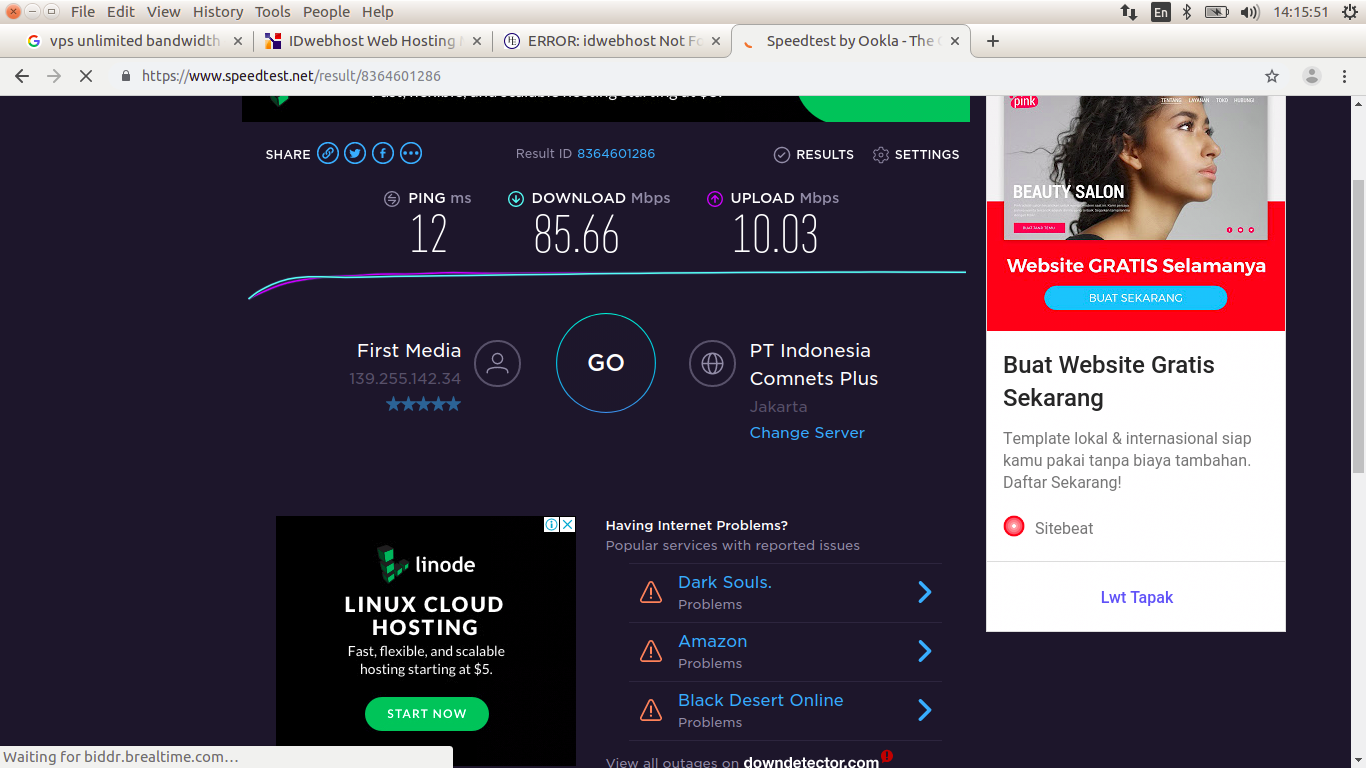 File Edit View History Tools People Help
En
14:15:51
vps unlimited bandwidth
IDwebhost Web Hosting
ERROR: idwebhost Not Fo
Speedtest by Ookla - The
https://www.speedtest.net/result/8364601286
SHARE
Result ID 8364601286
RESULTS
SETTINGS
PING ms
12
DOWNLOAD Mbps
85.66
UPLOAD Mbps
10.03
First Media
139.255.142.34
GO
PT Indonesia
Comnets Plus
Jakarta
Change Server
linode
LINUX CLOUD
HOSTING
Fast, flexible, and scalable
hosting starting at $5.
START NOW
Having Internet Problems?
Popular services with reported issues
Dark Souls.
Problems
Amazon
Problems
Black Desert Online
Problems
View all outages on downdetector.com
pink
TENTANG LAYANAN TOKO HUBUNGI
BEAUTY SALON
Website GRATIS Selamanya
BUAT SEKARANG
Buat Website Gratis
Sekarang
Template lokal & internasional siap
kamu pakai tanpa biaya tambahan.
Daftar Sekarang!
Sitebeat
Lwt Tapak
Waiting for biddr.brealtime.com…